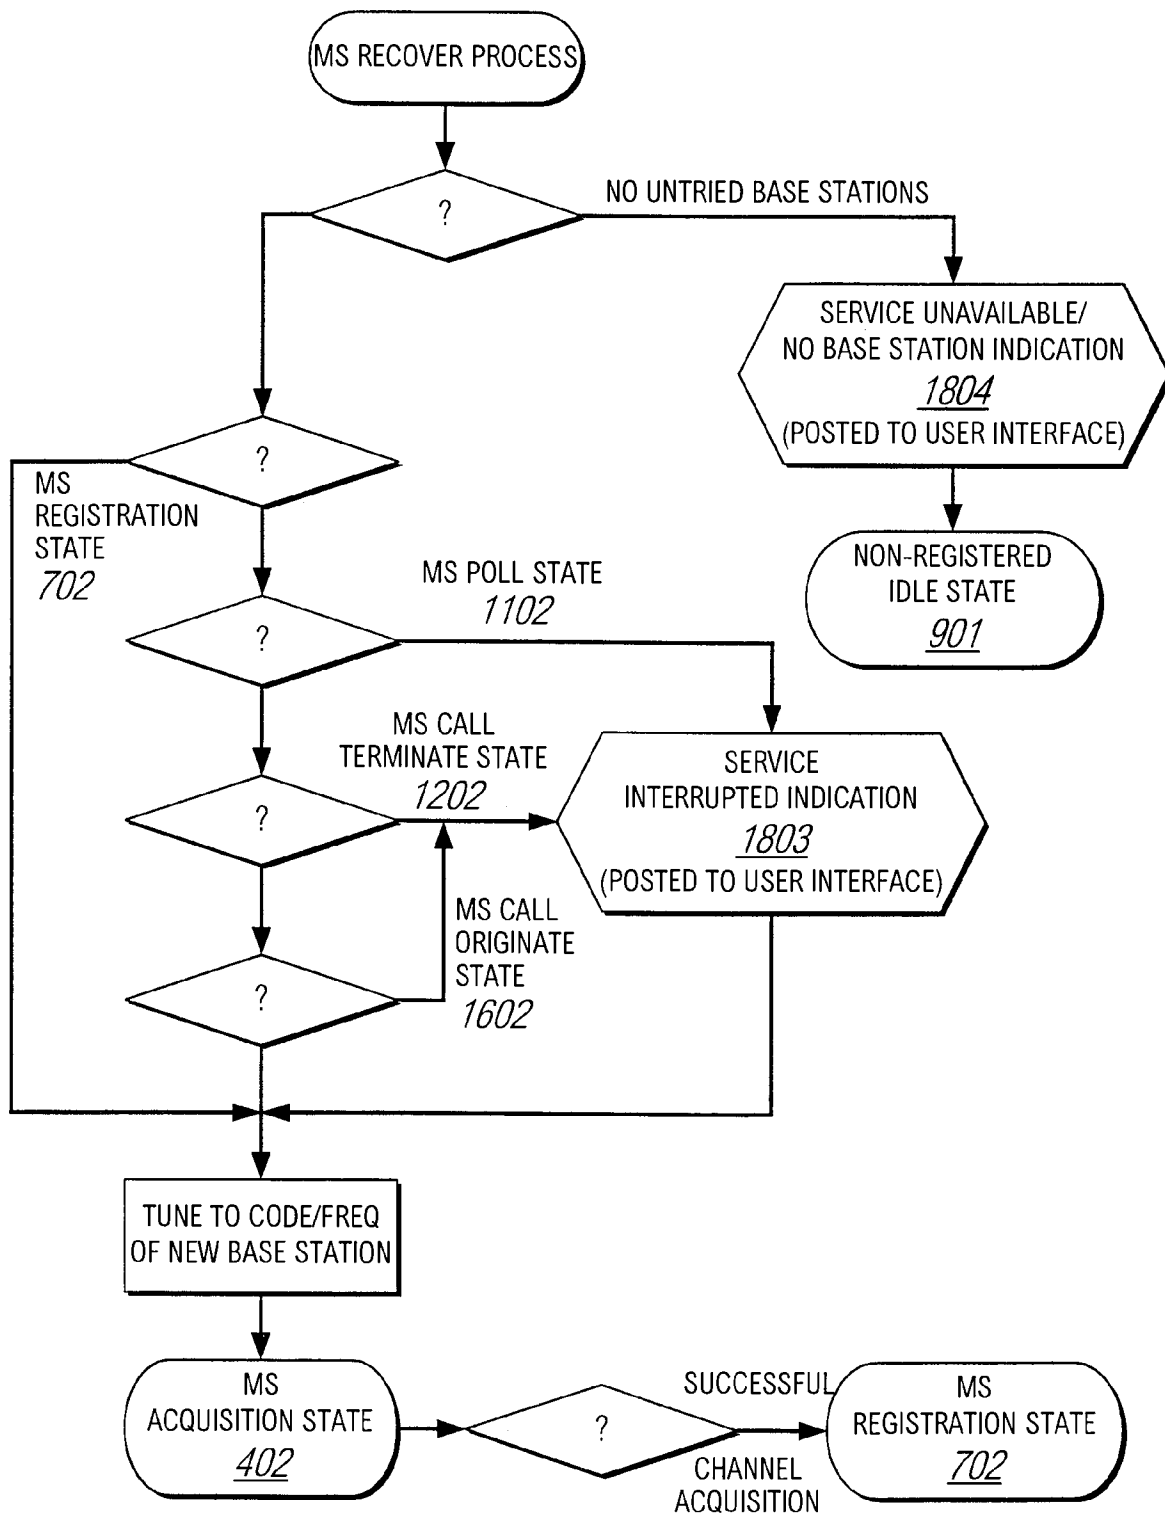 MS RECOVER PROCESS
?
NO UNTRIED BASE STATIONS
SERVICE UNAVAILABLE/
NO BASE STATION INDICATION
1804
(POSTED TO USER INTERFACE)
?
MS
REGISTRATION
STATE
702
NON-REGISTERED
IDLE STATE
901
MS POLL STATE
1102
?
MS CALL
TERMINATE STATE
1202
?
SERVICE
INTERRUPTED INDICATION
1803
(POSTED TO USER INTERFACE)
MS CALL
ORIGINATE
STATE
1602
?
TUNE TO CODE/FREQ
OF NEW BASE STATION
MS
ACQUISITION STATE
402
?
SUCCESSFUL
CHANNEL
ACQUISITION
MS
REGISTRATION STATE
702